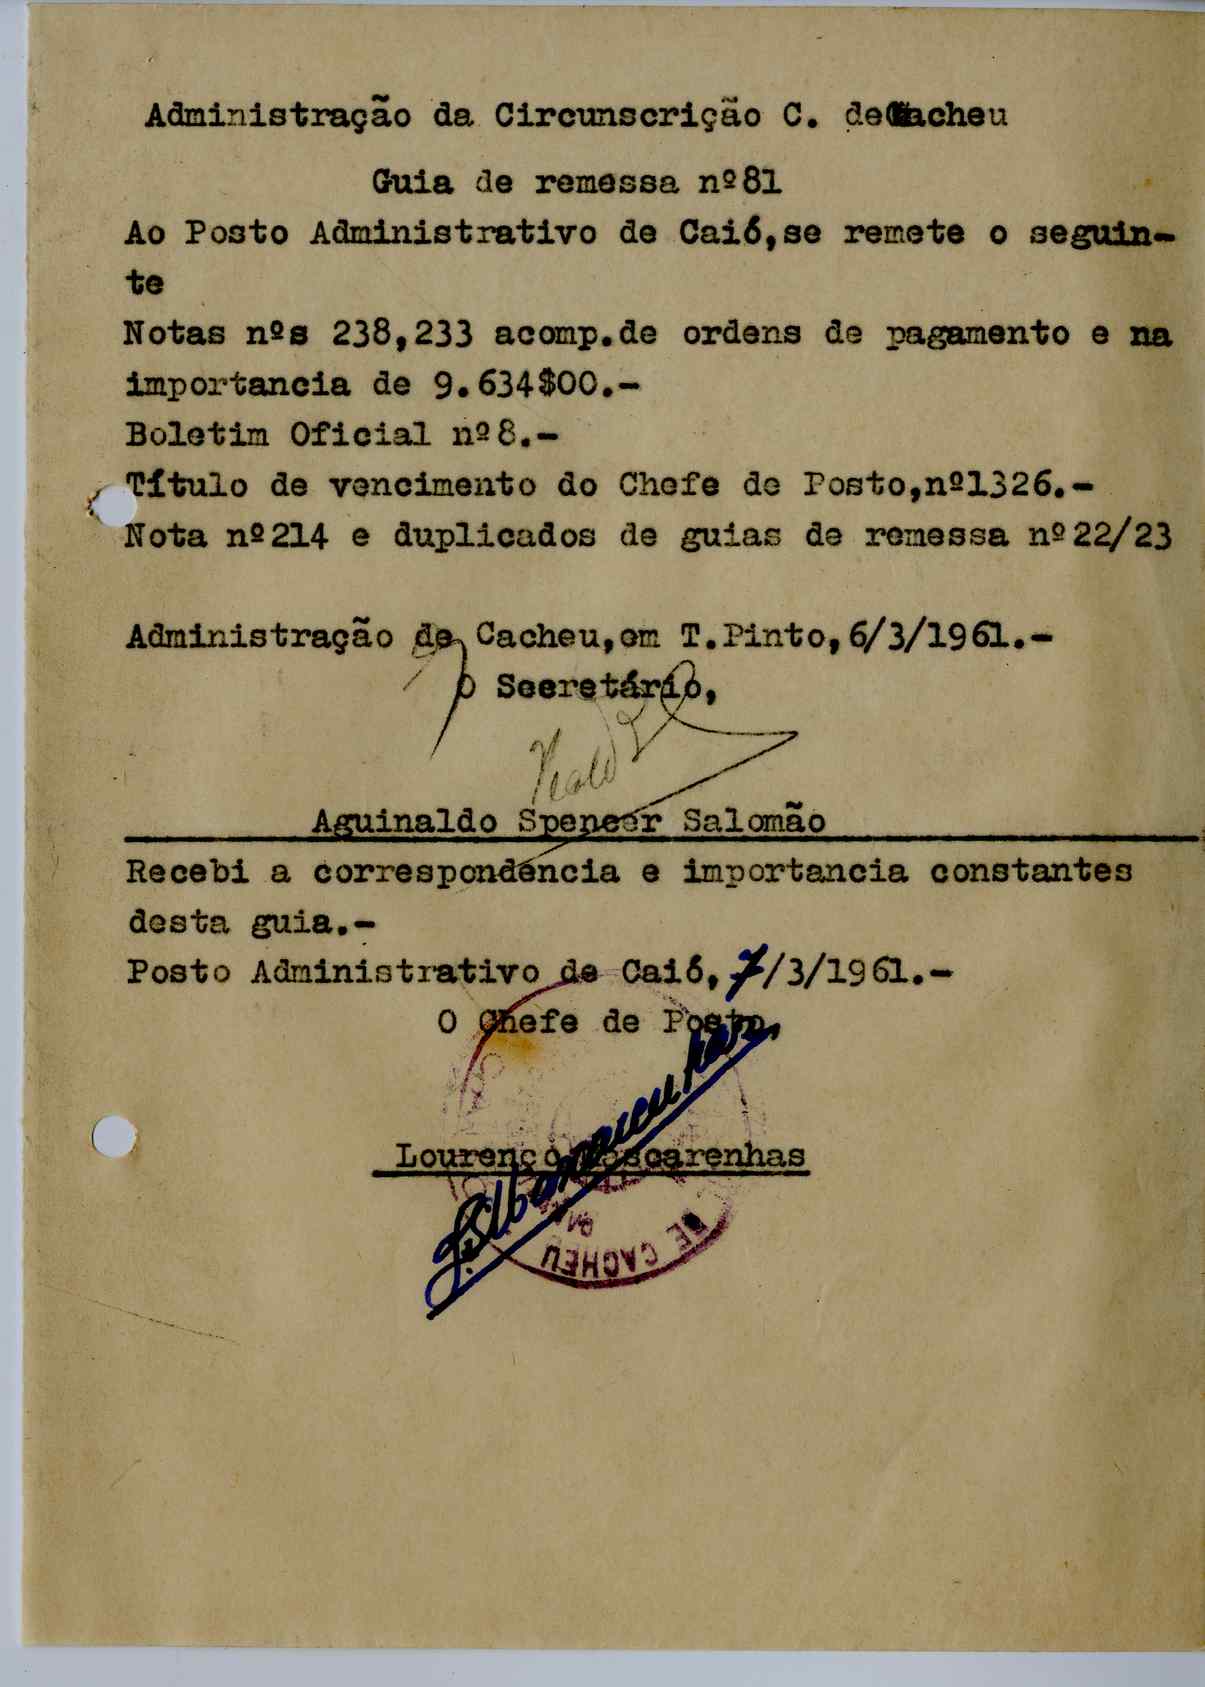 Administração da Circunscrição C. de Cacheu
Guia de remessa nº81
Ao Posto Administrativo de Caió,se remete o seguin-
te
Notas nºs 238,233 acomp.de ordens de pagamento e na
importancia de 9.634$00.-
Boletim Oficial nº8.-
Título de vencimento do Chefe de Posto,nº1326.-
Nota nº214 e duplicados de guias de remessa nº22/23
Administração de Cacheu,em T.Pinto,6/3/1961.-
O Secretário,
Aguinaldo Spencer Salomão
Recebi a correspondência e importancia constantes
desta guia.-
Posto Administrativo de Caió,7/3/1961.-
O Chefe de Posto,
Lourenço Mascarenhas
DE CACHEU